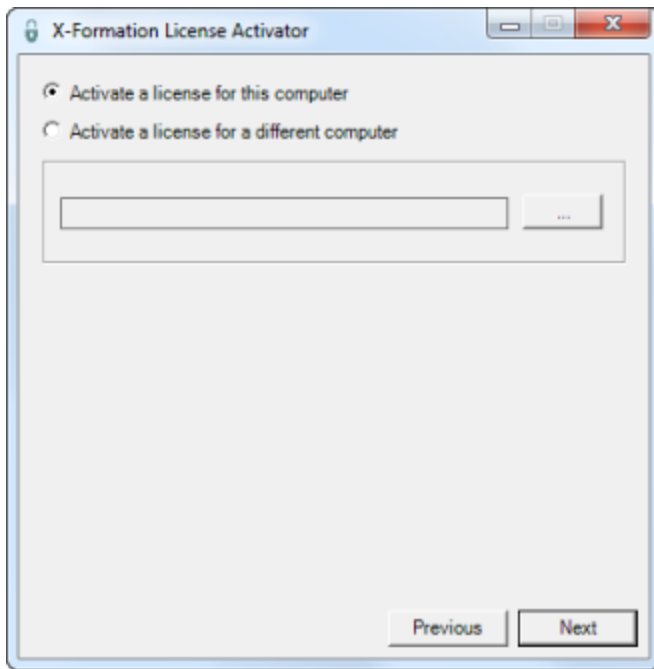 X-Formation License Activator
Activate a license for this computer
Activate a license for a different computer
...
Previous Next